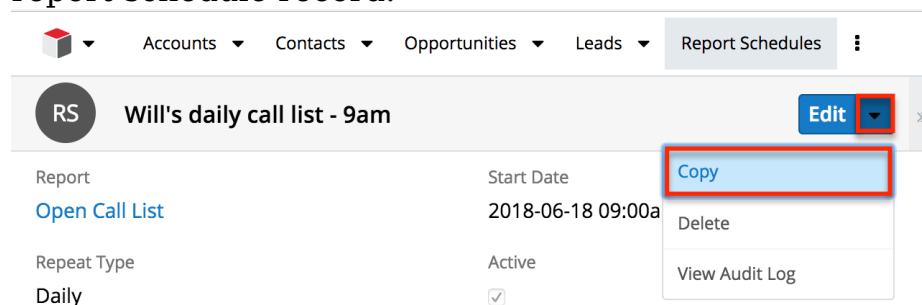 report schedule record.
Accounts Contacts Opportunities Leads Report Schedules
RS Will's daily call list - 9am Edit
Report Start Date Copy
Open Call List 2018-06-18 09:00a Delete
Repeat Type Active View Audit Log
Daily